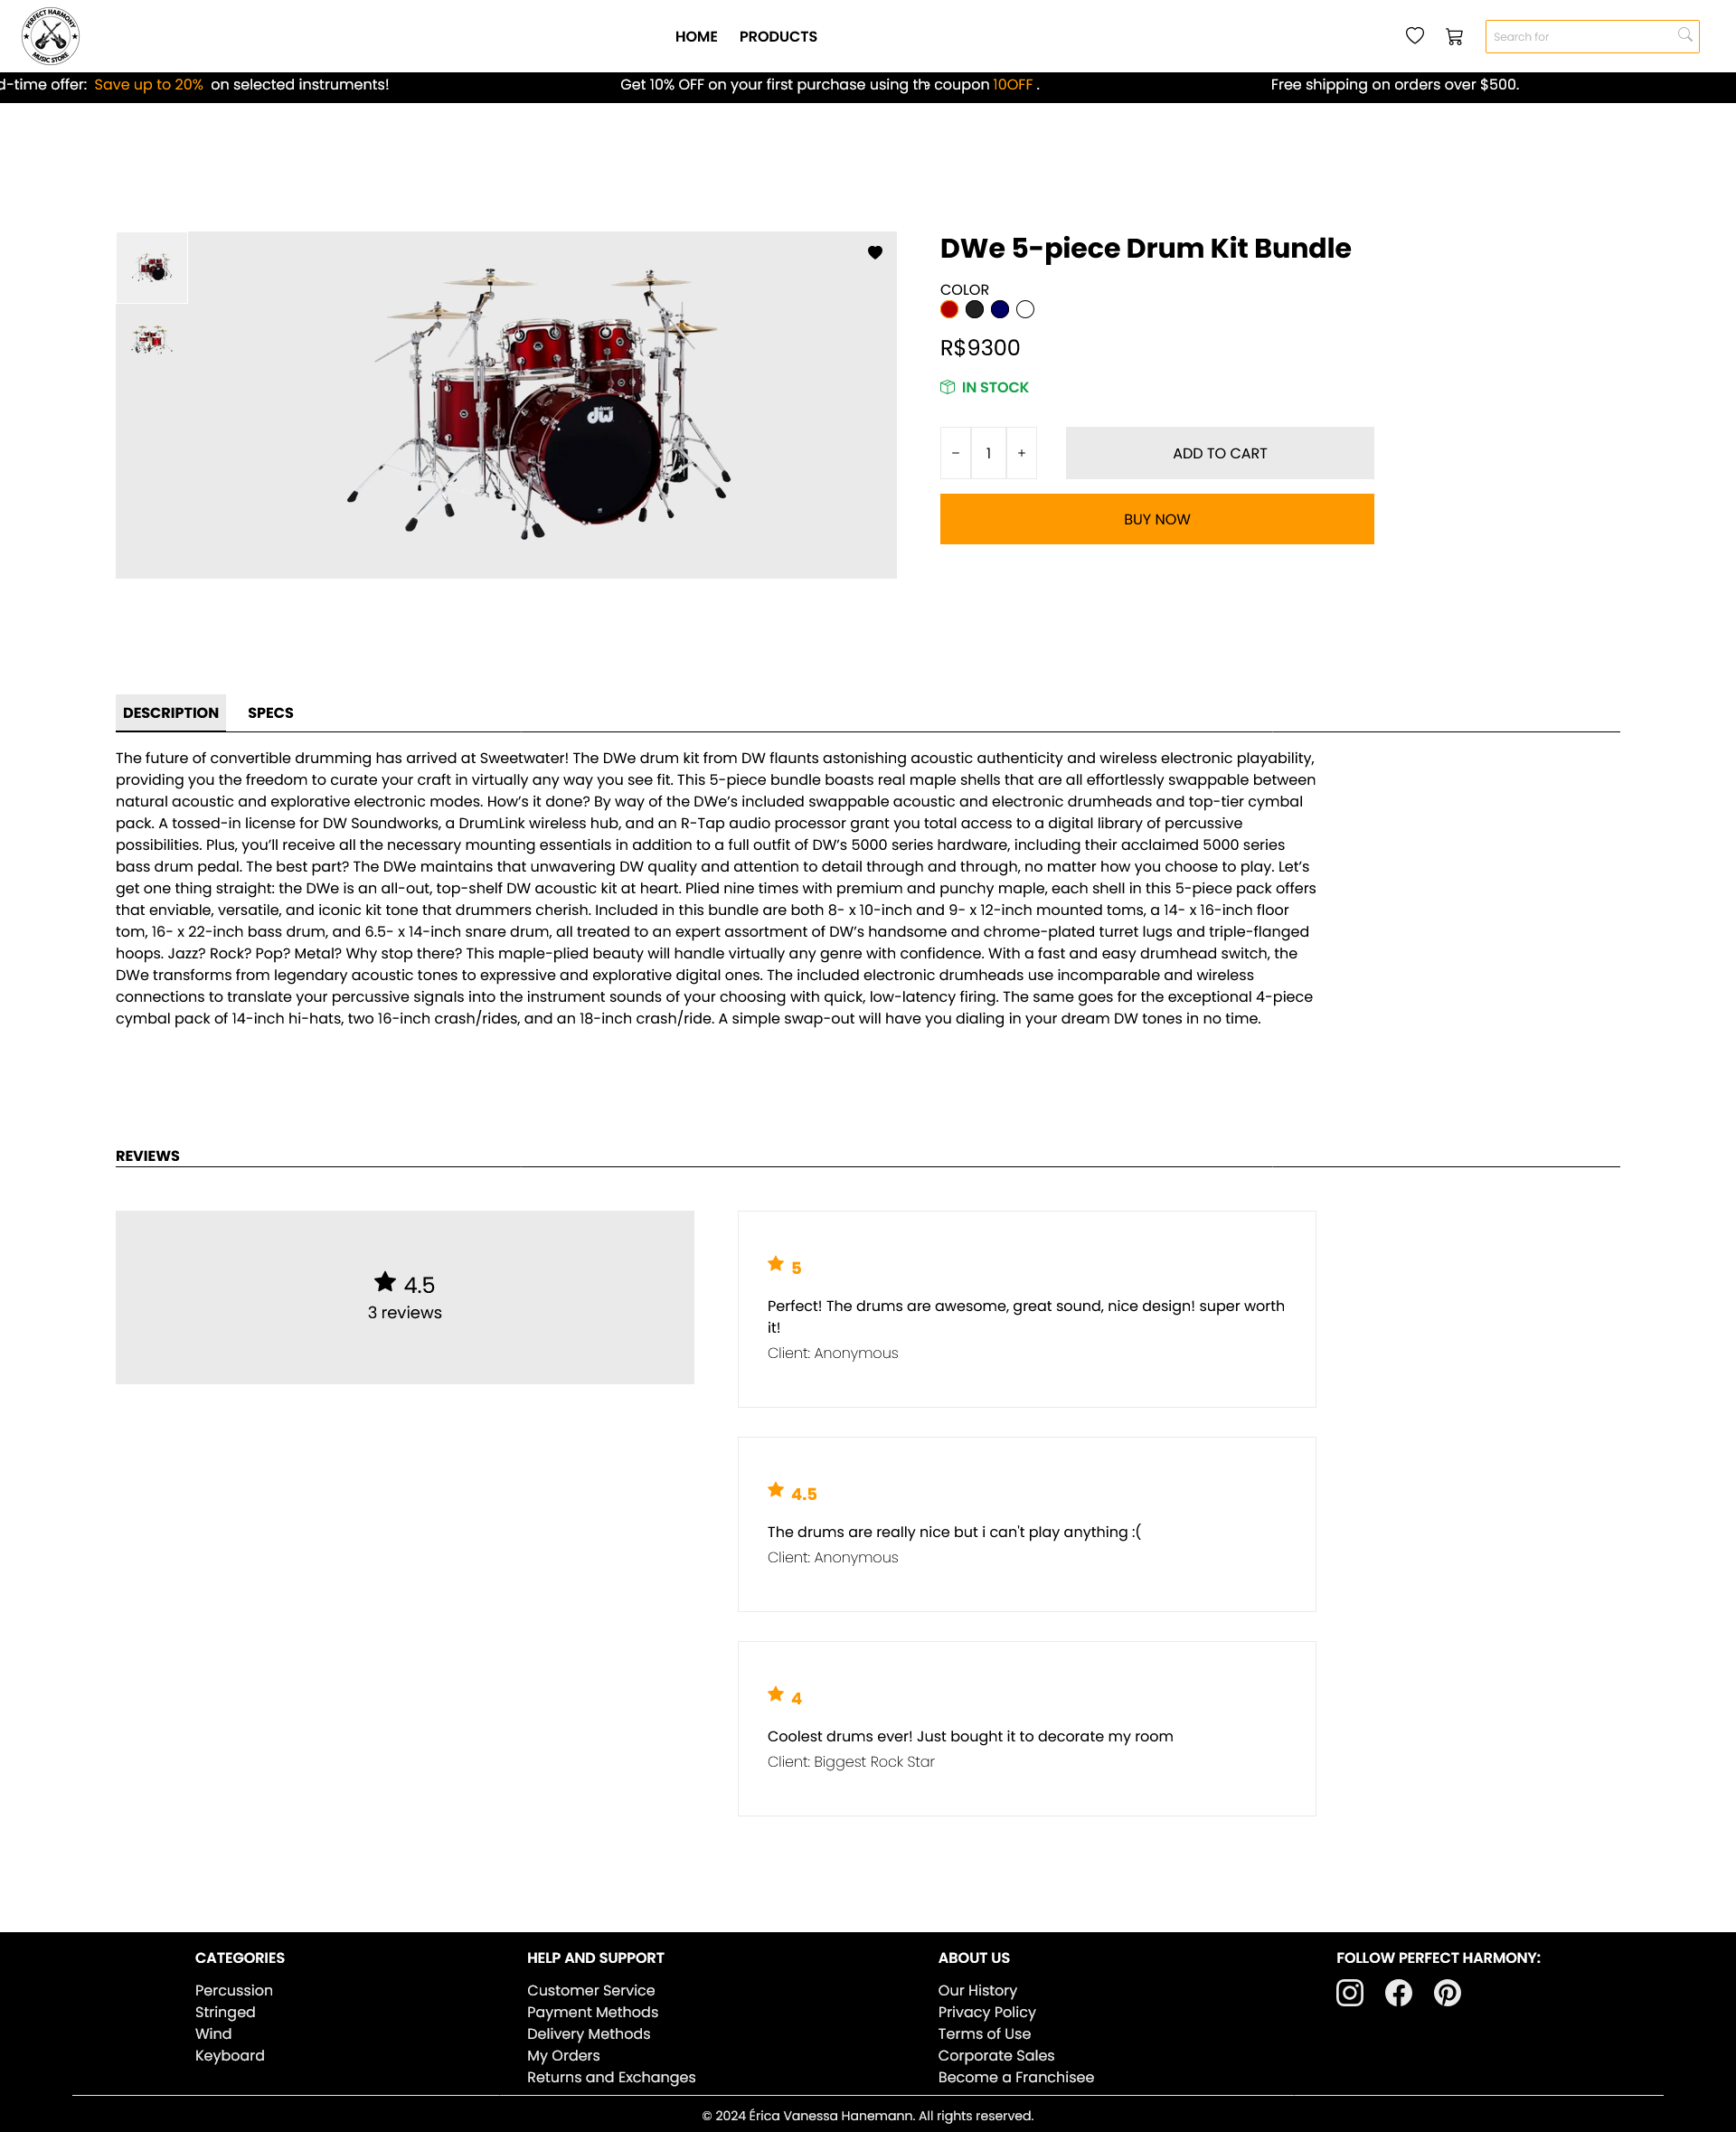 PERFECT HARMONY
MUSIC STORE
HOME PRODUCTS
Search for
d-time offer: Save up to 20% on selected instruments! Get 10% OFF on your first purchase using the coupon 10OFF . Free shipping on orders over $500.
DWe 5-piece Drum Kit Bundle
COLOR
R$9300
IN STOCK
− 1 + ADD TO CART
BUY NOW
dw
DESCRIPTION SPECS
The future of convertible drumming has arrived at Sweetwater! The DWe drum kit from DW flaunts astonishing acoustic authenticity and wireless electronic playability,
providing you the freedom to curate your craft in virtually any way you see fit. This 5-piece bundle boasts real maple shells that are all effortlessly swappable between
natural acoustic and explorative electronic modes. How’s it done? By way of the DWe’s included swappable acoustic and electronic drumheads and top-tier cymbal
pack. A tossed-in license for DW Soundworks, a DrumLink wireless hub, and an R-Tap audio processor grant you total access to a digital library of percussive
possibilities. Plus, you’ll receive all the necessary mounting essentials in addition to a full outfit of DW’s 5000 series hardware, including their acclaimed 5000 series
bass drum pedal. The best part? The DWe maintains that unwavering DW quality and attention to detail through and through, no matter how you choose to play. Let’s
get one thing straight: the DWe is an all-out, top-shelf DW acoustic kit at heart. Plied nine times with premium and punchy maple, each shell in this 5-piece pack offers
that enviable, versatile, and iconic kit tone that drummers cherish. Included in this bundle are both 8- x 10-inch and 9- x 12-inch mounted toms, a 14- x 16-inch floor
tom, 16- x 22-inch bass drum, and 6.5- x 14-inch snare drum, all treated to an expert assortment of DW’s handsome and chrome-plated turret lugs and triple-flanged
hoops. Jazz? Rock? Pop? Metal? Why stop there? This maple-plied beauty will handle virtually any genre with confidence. With a fast and easy drumhead switch, the
DWe transforms from legendary acoustic tones to expressive and explorative digital ones. The included electronic drumheads use incomparable and wireless
connections to translate your percussive signals into the instrument sounds of your choosing with quick, low-latency firing. The same goes for the exceptional 4-piece
cymbal pack of 14-inch hi-hats, two 16-inch crash/rides, and an 18-inch crash/ride. A simple swap-out will have you dialing in your dream DW tones in no time.
REVIEWS
4.5
3 reviews
5
Perfect! The drums are awesome, great sound, nice design! super worth
it!
Client: Anonymous
4.5
The drums are really nice but i can't play anything :(
Client: Anonymous
4
Coolest drums ever! Just bought it to decorate my room
Client: Biggest Rock Star
CATEGORIES
Percussion
Stringed
Wind
Keyboard
HELP AND SUPPORT
Customer Service
Payment Methods
Delivery Methods
My Orders
Returns and Exchanges
ABOUT US
Our History
Privacy Policy
Terms of Use
Corporate Sales
Become a Franchisee
FOLLOW PERFECT HARMONY:
© 2024 Érica Vanessa Hanemann. All rights reserved.